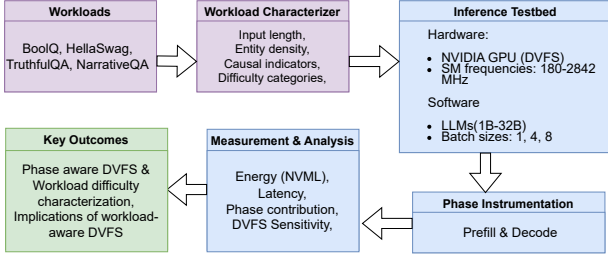 Workloads
BoolQ, HellaSwag,
TruthfulQA, NarrativeQA
Workload Characterizer
Input length,
Entity density,
Causal indicators,
Difficulty categories,
Inference Testbed
Hardware:
• NVIDIA GPU (DVFS)
• SM frequencies: 180-2842
MHz
Software
• LLMs(1B-32B)
• Batch sizes: 1, 4, 8
Phase Instrumentation
Prefill & Decode
Measurement & Analysis
Energy (NVML),
Latency,
Phase contribution,
DVFS Sensitivity,
Key Outcomes
Phase aware DVFS &
Workload difficulty
characterization,
Implications of workload-
aware DVFS